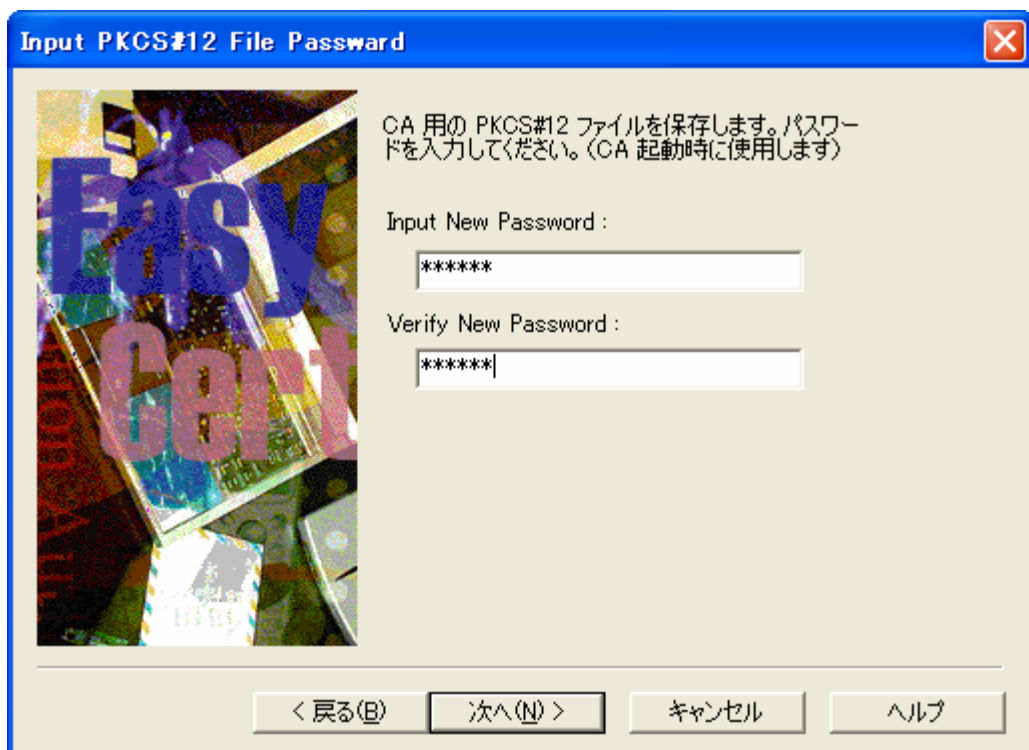 Input PKCS#12 File Passward
Easy
Cert
CA 用の PKCS#12 ファイルを保存します。パスワー
ドを入力してください。(CA 起動時に使用します)
Input New Password :
******
Verify New Password :
******
< 戻る(B)
次へ(N) >
キャンセル
ヘルプ